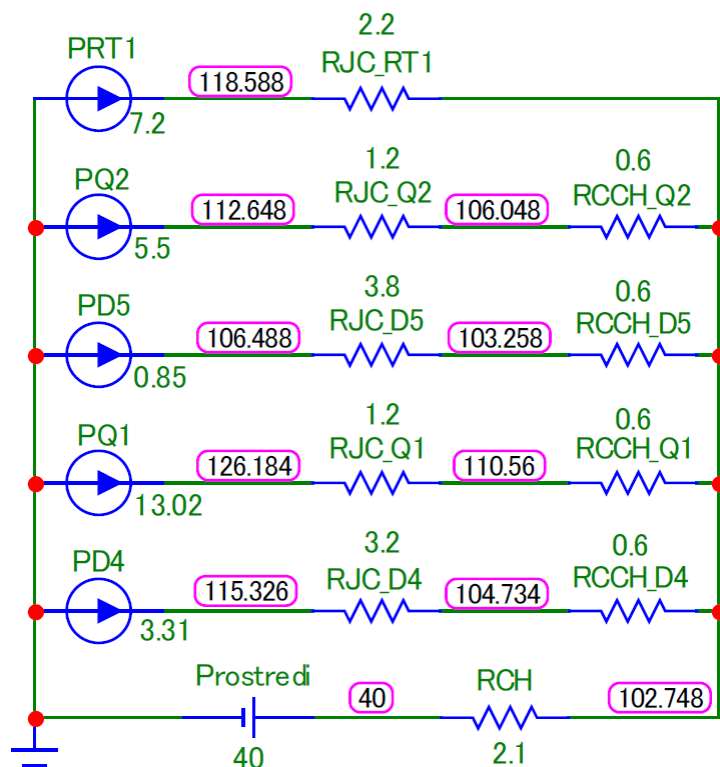 2.2
PRT1
118.588
RJC_RT1
7.2
1.2
0.6
PQ2
112.648
RJC_Q2
106.048
RCCH_Q2
5.5
3.8
0.6
PD5
106.488
RJC_D5
103.258
RCCH_D5
0.85
1.2
0.6
PQ1
126.184
RJC_Q1
110.56
RCCH_Q1
13.02
3.2
0.6
PD4
115.326
RJC_D4
104.734
RCCH_D4
3.31
Prostredi
40
RCH
102.748
40
2.1